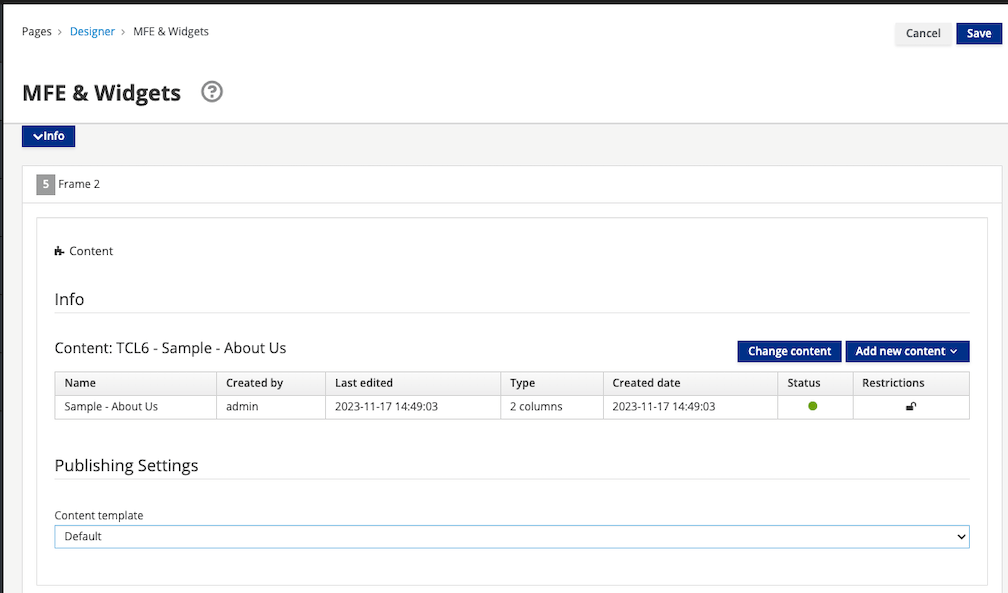 Pages > Designer > MFE & Widgets
Cancel Save
MFE & Widgets ?
Info
5 Frame 2
Content
Info
Content: TCL6 - Sample - About Us
Change content Add new content
Name Created by Last edited Type Created date Status Restrictions
Sample - About Us admin 2023-11-17 14:49:03 2 columns 2023-11-17 14:49:03
Publishing Settings
Content template
Default